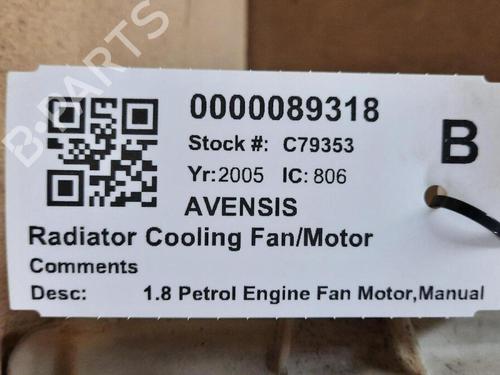 B-PARTS
0000089318
Stock #: C79353
B
Yr:2005 IC: 806
AVENSIS
Radiator Cooling Fan/Motor
Comments
Desc: 1.8 Petrol Engine Fan Motor,Manual